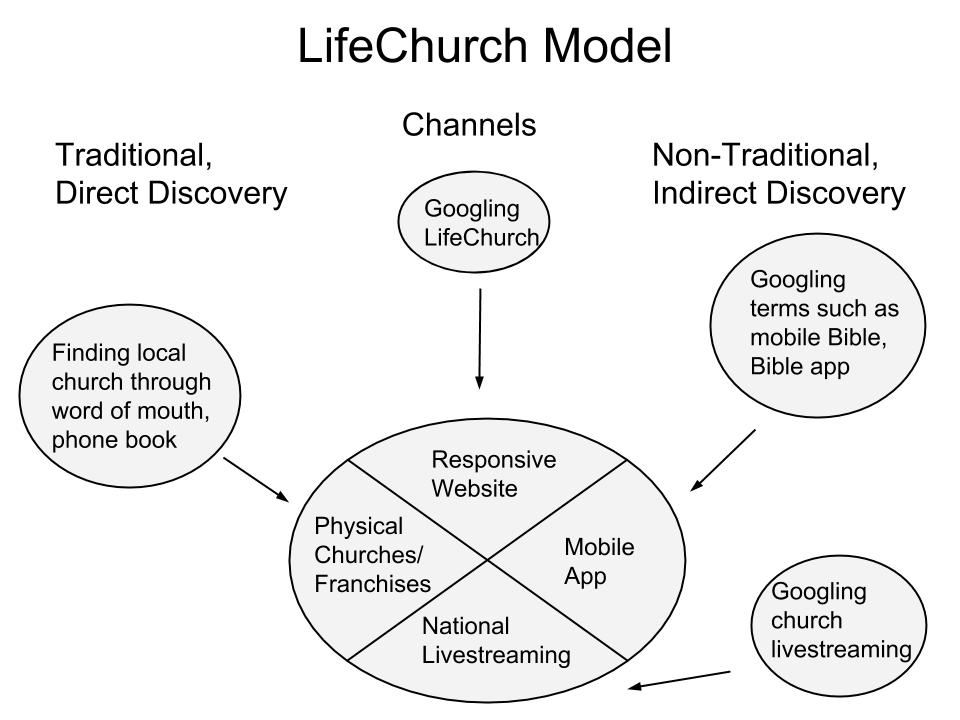 LifeChurch Model
Channels
Traditional,
Direct Discovery
Non-Traditional,
Indirect Discovery
Googling
LifeChurch
Googling
terms such as
mobile Bible,
Bible app
Finding local
church through
word of mouth,
phone book
Responsive
Website
Physical
Churches/
Franchises
Mobile
App
National
Livestreaming
Googling
church
livestreaming